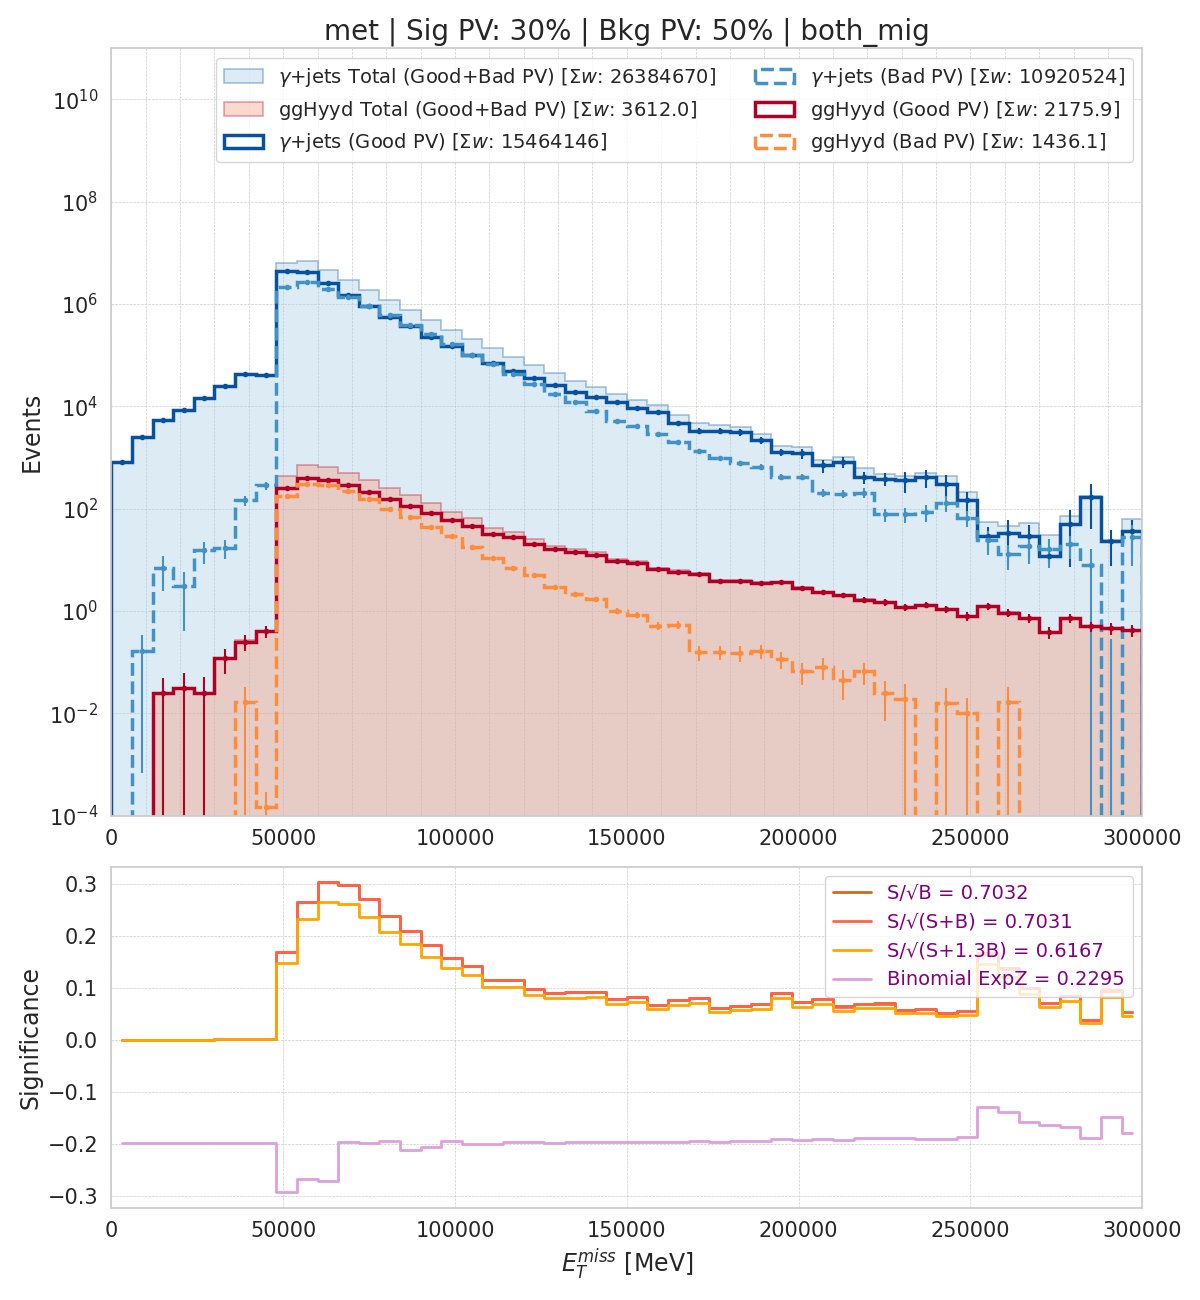 met | Sig PV: 30% | Bkg PV: 50% | both_mig
γ+jets Total (Good+Bad PV) [Σw: 26384670]
ggHyyd Total (Good+Bad PV) [Σw: 3612.0]
γ+jets (Good PV) [Σw: 15464146]
γ+jets (Bad PV) [Σw: 10920524]
ggHyyd (Good PV) [Σw: 2175.9]
ggHyyd (Bad PV) [Σw: 1436.1]
Events
10^10
10^8
10^6
10^4
10^2
10^0
10^−2
10^−4
0 50000 100000 150000 200000 250000 300000
Significance
0.3
0.2
0.1
0.0
−0.1
−0.2
−0.3
S/√B = 0.7032
S/√(S+B) = 0.7031
S/√(S+1.3B) = 0.6167
Binomial ExpZ = 0.2295
0 50000 100000 150000 200000 250000 300000
E_T^miss [MeV]